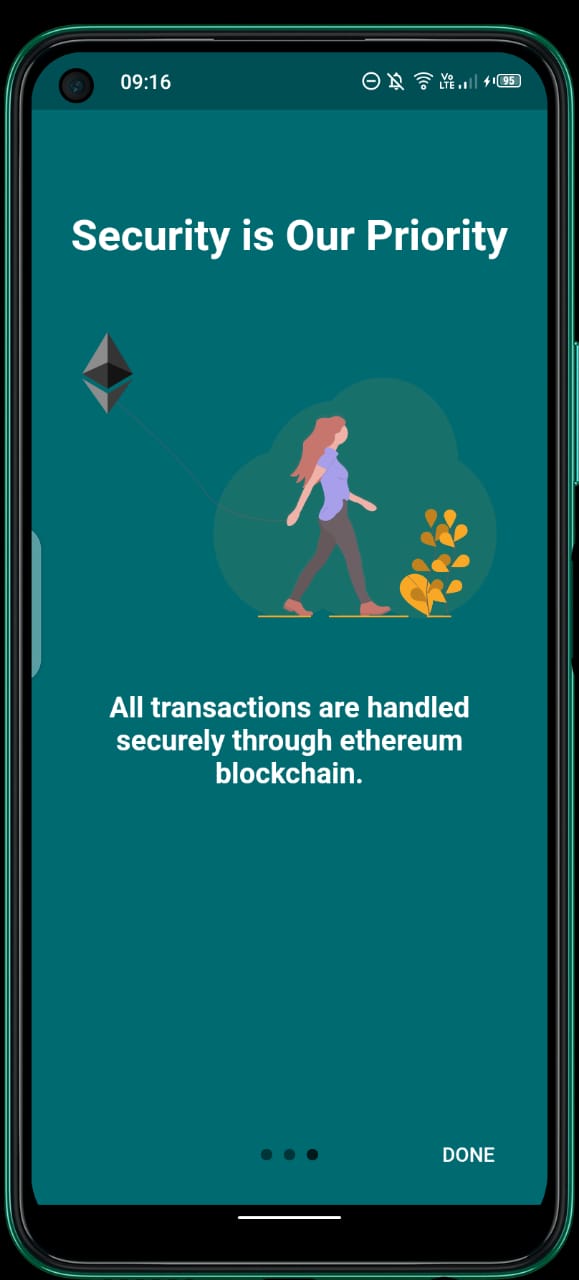 09:16
Vo
LTE
95
Security is Our Priority
All transactions are handled
securely through ethereum
blockchain.
DONE